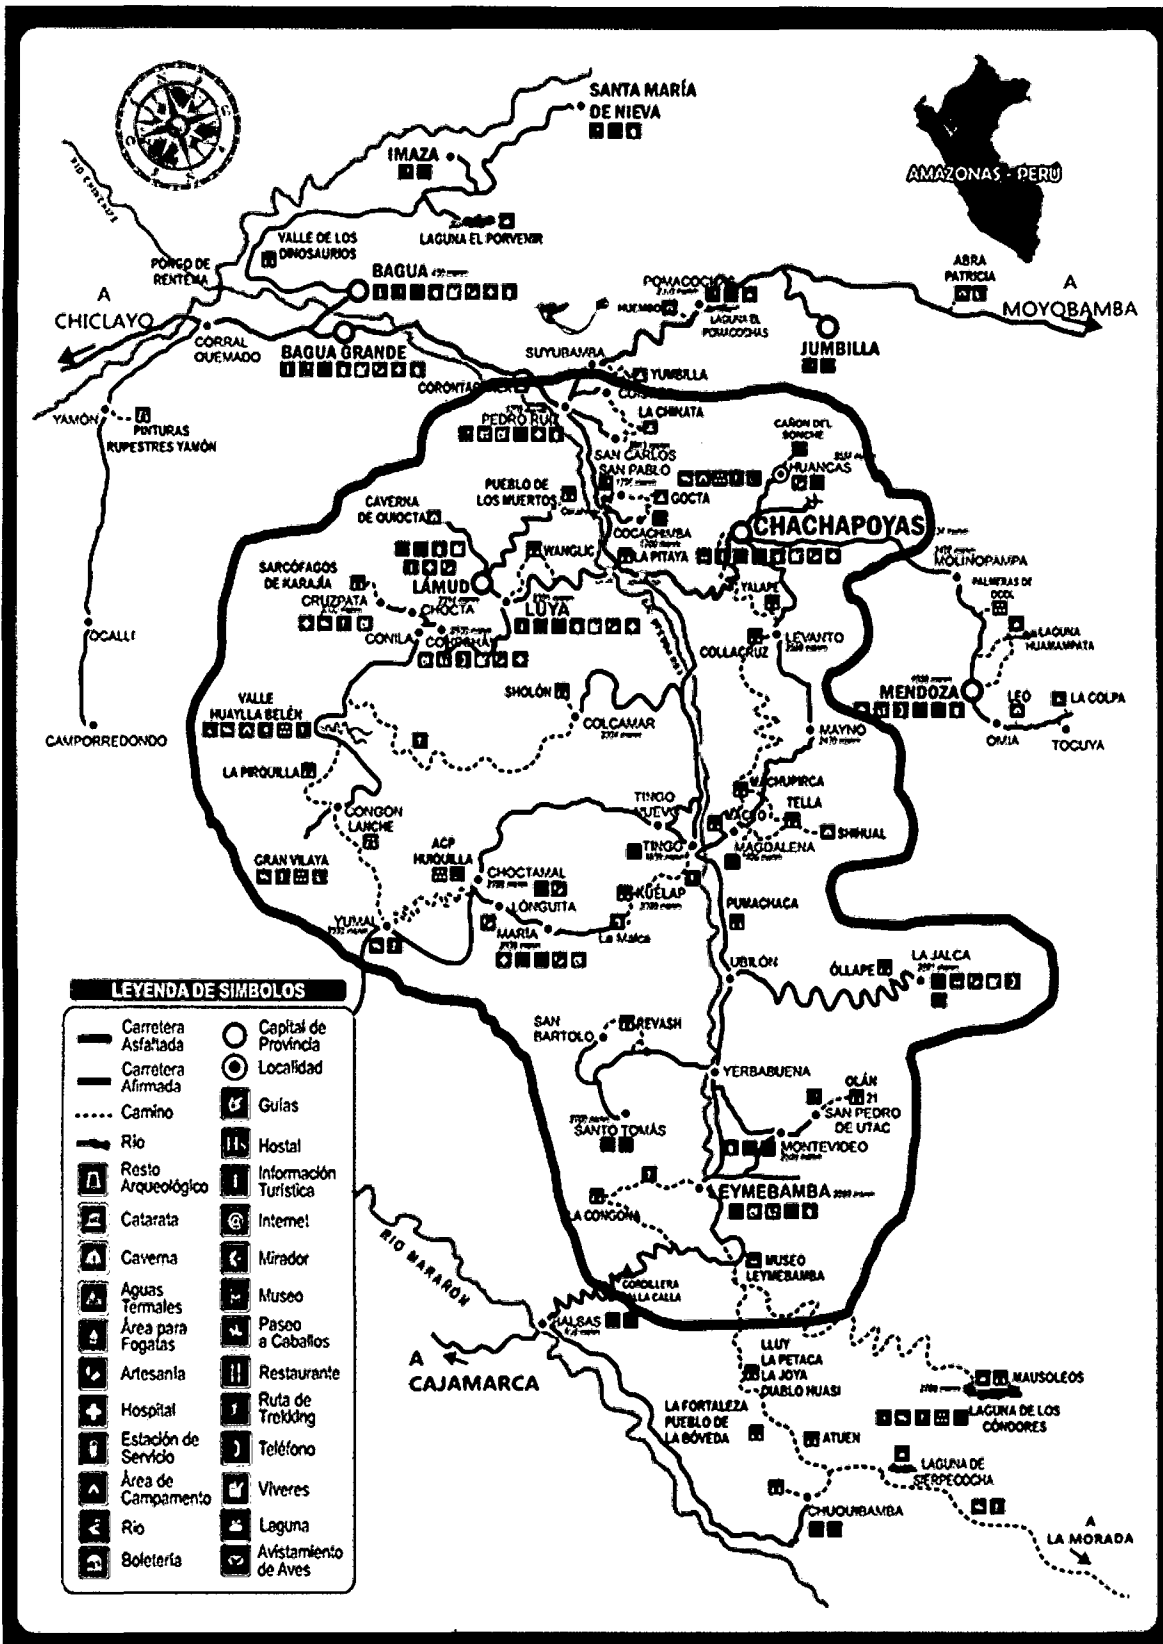 SANTA MARÍA
DE NIEVA
IMAZA
AMAZONAS - PERÚ
LAGUNA EL PORVENIR
VALLE DE LOS
DINOSAURIOS
PONGO DE
RENTEMA
BAGUA
A
CHICLAYO
CORRAL
QUEMADO
BAGUA GRANDE
POMACOCHAS
HUEMBO
LAGUNA DE
POMACOCHAS
ABRA
PATRICIA
A
MOYOBAMBA
JUMBILLA
SUYUBAMBA
YUMBILLA
YAMÓN
PINTURAS
RUPESTRES YAMÓN
PEDRO RUIZ
LA CHINATA
SAN CARLOS
SAN PABLO
CAÑON DEL
SONCHE
HUANCAS
PUEBLO DE
LOS MUERTOS
GOCTA
COCACHIMBA
CAVERNA
DE QUIOCTA
CHACHAPOYAS
MOLINOPAMPA
WANGLIC
LA PITAYA
SARCÓFAGOS
DE KARAJÍA
LÁMUD
CRUZPATA
CHOCTA
LUYA
YALAPE
PALMERAS DE
OCOL
CONILA
COLLACRUZ
LEVANTO
LAGUNA
HUAMANPATA
OCALLI
SHOLÓN
COLCAMAR
MENDOZA
LEO
LA COLPA
VALLE
HUAYLLA BELÉN
CAMPORREDONDO
MAYNO
OMIA
TOCUYA
LA PIRQUILLA
MACHUPIRCA
CONGON
LANCHE
TINGO
NUEVO
MACRO
TELLA
SHIHUAL
GRAN VILAYA
ACP
HUIQUILLA
TINGO
MAGDALENA
CHOCTAMAL
KUÉLAP
LONGUITA
PUMACHACA
YUMAL
MARÍA
La Malca
UBILÓN
ÓLLAPE
LA JALCA
SAN
BARTOLO
REVASH
YERBABUENA
OLÁN
21
SAN PEDRO
DE UTAC
SANTO TOMÁS
MONTEVIDEO
LEYMEBAMBA
LA CONGONA
MUSEO
LEYMEBAMBA
RIO MARAÑÓN
CORDILLERA
CALLA CALLA
BALSAS
A
CAJAMARCA
LLUY
LA PETACA
LA JOYA
DIABLO HUASI
MAUSOLEOS
LAGUNA DE LOS
CÓNDORES
LA FORTALEZA
PUEBLO DE
LA BÓVEDA
ATUEN
LAGUNA DE
SIERPECOCHA
CHUQUIBAMBA
A
LA MORADA
LEYENDA DE SIMBOLOS
Carretera
Asfaltada
Carretera
Afirmada
Camino
Río
Resto
Arqueológico
Catarata
Caverna
Aguas
Termales
Área para
Fogatas
Artesanía
Hospital
Estación de
Servicio
Área de
Campamento
Río
Boletería
Capital de
Provincia
Localidad
Guías
Hostal
Información
Turística
Internet
Mirador
Museo
Paseo
a Caballos
Restaurante
Ruta de
Trekking
Teléfono
Víveres
Laguna
Avistamiento
de Aves